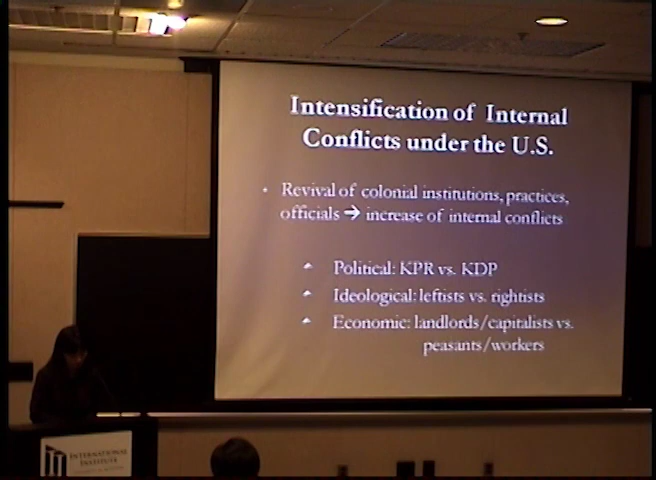 Intensification of Internal
Conflicts under the U.S.
• Revival of colonial institutions, practices,
officials → increase of internal conflicts
Political: KPR vs. KDP
Ideological: leftists vs. rightists
Economic: landlords/capitalists vs.
peasants/workers
INTERNATIONAL
INSTITUTE